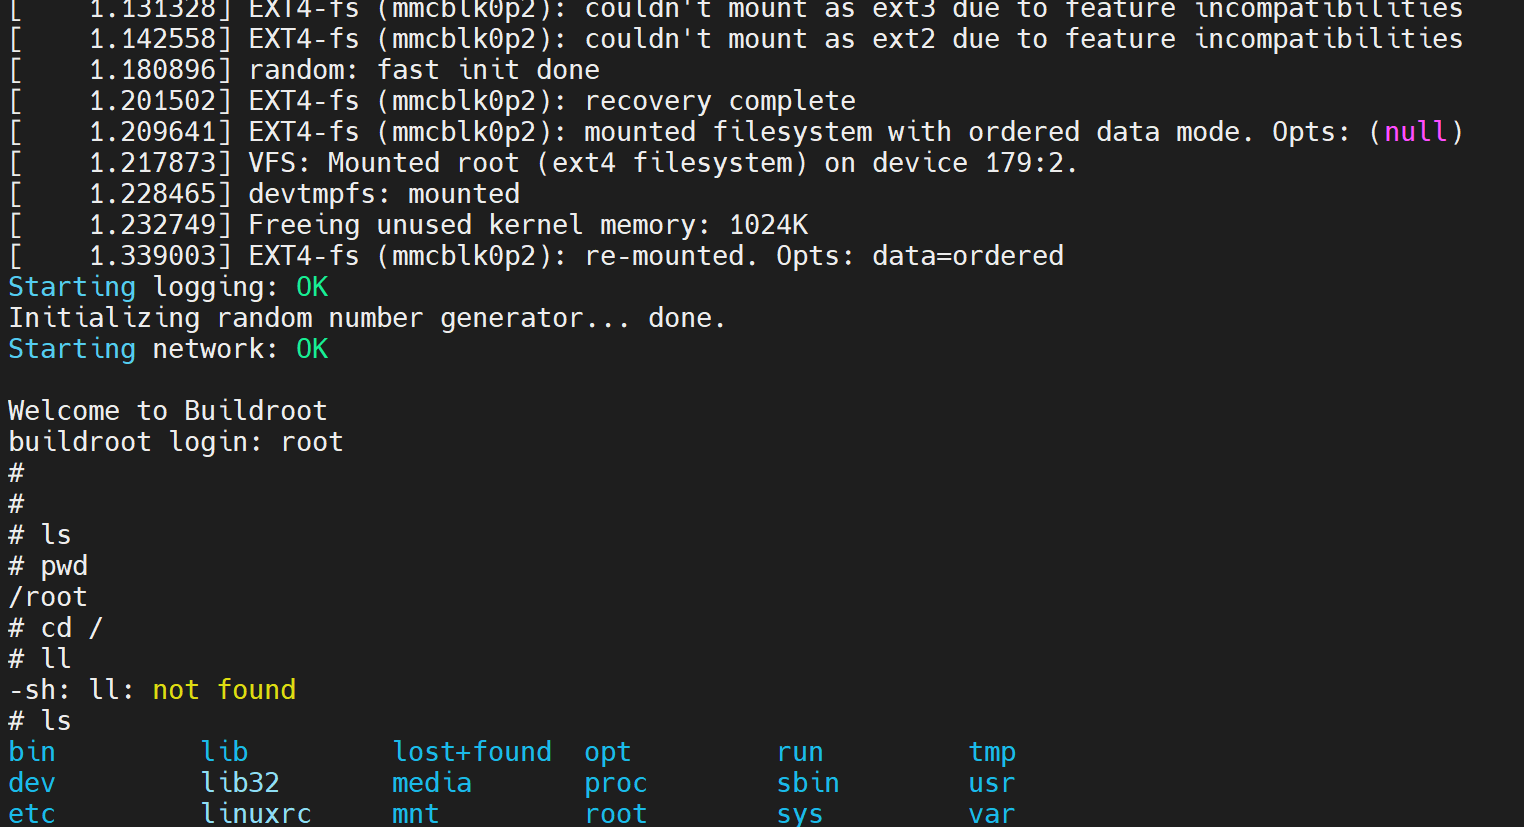 [    1.131328] EXT4-fs (mmcblk0p2): couldn't mount as ext3 due to feature incompatibilities
[    1.142558] EXT4-fs (mmcblk0p2): couldn't mount as ext2 due to feature incompatibilities
[    1.180896] random: fast init done
[    1.201502] EXT4-fs (mmcblk0p2): recovery complete
[    1.209641] EXT4-fs (mmcblk0p2): mounted filesystem with ordered data mode. Opts: (null)
[    1.217873] VFS: Mounted root (ext4 filesystem) on device 179:2.
[    1.228465] devtmpfs: mounted
[    1.232749] Freeing unused kernel memory: 1024K
[    1.339003] EXT4-fs (mmcblk0p2): re-mounted. Opts: data=ordered
Starting logging: OK
Initializing random number generator... done.
Starting network: OK

Welcome to Buildroot
buildroot login: root
#
#
# ls
# pwd
/root
# cd /
# ll
-sh: ll: not found
# ls
bin         lib         lost+found  opt         run         tmp
dev         lib32       media       proc        sbin        usr
etc         linuxrc     mnt         root        sys         var